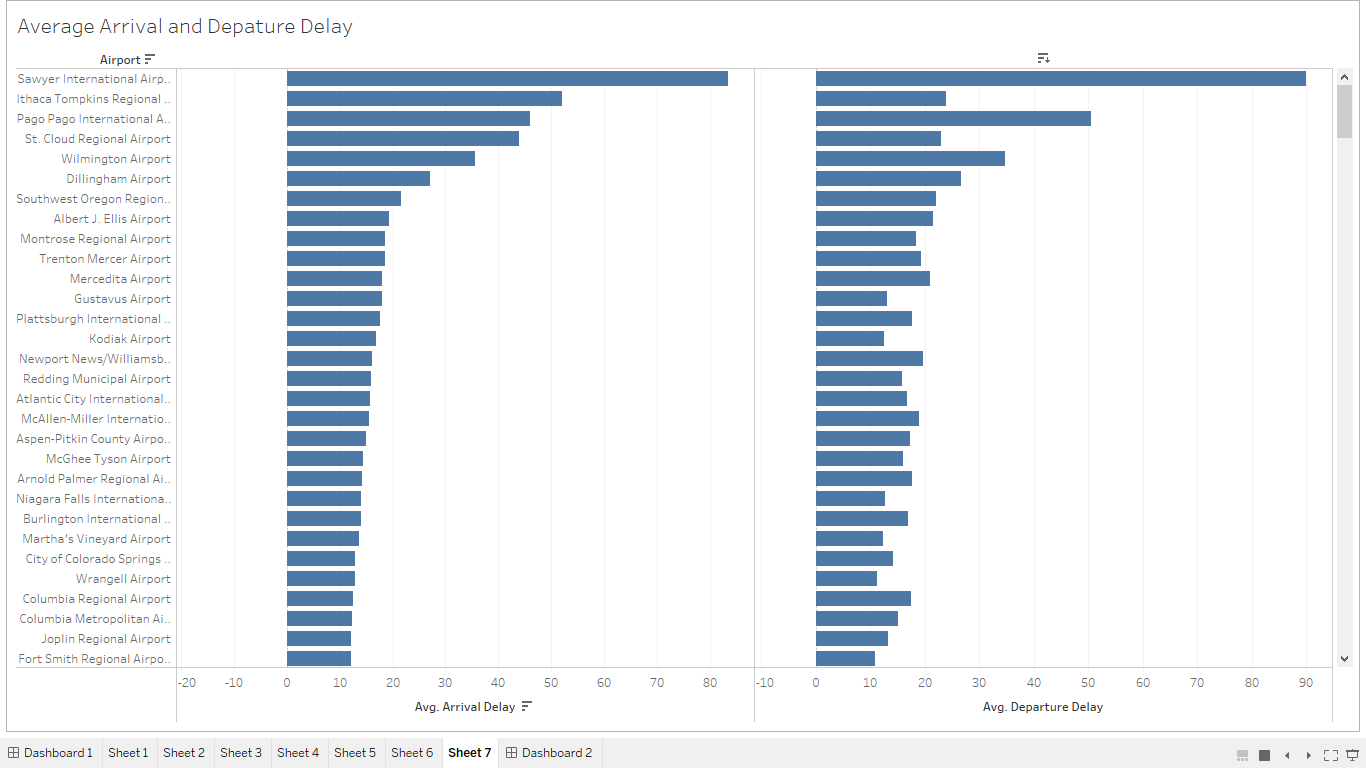 Average Arrival and Depature Delay
Airport
Sawyer International Airp..
Ithaca Tompkins Regional ..
Pago Pago International A..
St. Cloud Regional Airport
Wilmington Airport
Dillingham Airport
Southwest Oregon Region..
Albert J. Ellis Airport
Montrose Regional Airport
Trenton Mercer Airport
Mercedita Airport
Gustavus Airport
Plattsburgh International ..
Kodiak Airport
Newport News/Williamsb..
Redding Municipal Airport
Atlantic City International..
McAllen-Miller Internatio..
Aspen-Pitkin County Airpo..
McGhee Tyson Airport
Arnold Palmer Regional Ai..
Niagara Falls Internationa..
Burlington International ..
Martha's Vineyard Airport
City of Colorado Springs ..
Wrangell Airport
Columbia Regional Airport
Columbia Metropolitan Ai..
Joplin Regional Airport
Fort Smith Regional Airpo..
-20 -10 0 10 20 30 40 50 60 70 80 -10 0 10 20 30 40 50 60 70 80 90
Avg. Arrival Delay Avg. Departure Delay
Dashboard 1 Sheet 1 Sheet 2 Sheet 3 Sheet 4 Sheet 5 Sheet 6 Sheet 7 Dashboard 2